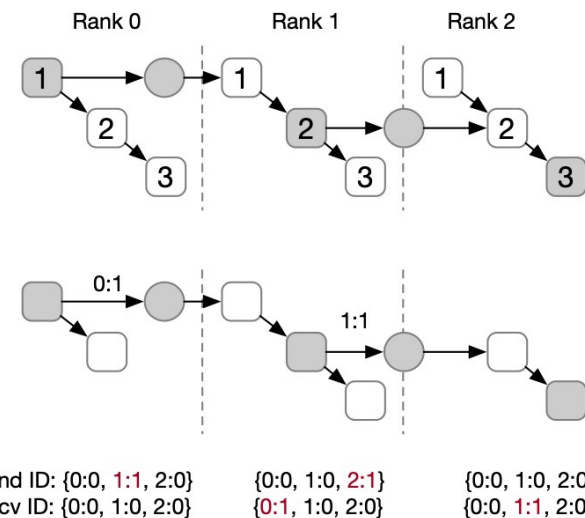 Rank 0 Rank 1 Rank 2
1 1 1
2 2 2
3 3 3
0:1
1:1
nd ID: {0:0, 1:1, 2:0} {0:0, 1:0, 2:1} {0:0, 1:0, 2:0
cv ID: {0:0, 1:0, 2:0} {0:1, 1:0, 2:0} {0:0, 1:1, 2:0